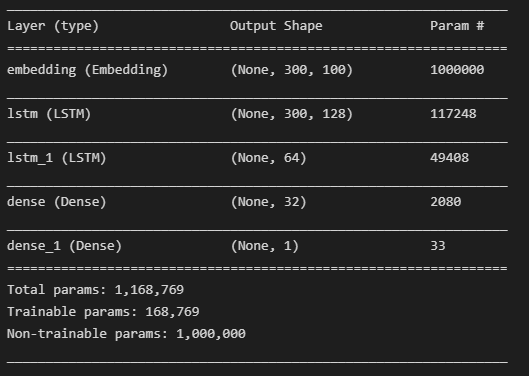 Layer (type) Output Shape Param #
embedding (Embedding) (None, 300, 100) 1000000
lstm (LSTM) (None, 300, 128) 117248
lstm_1 (LSTM) (None, 64) 49408
dense (Dense) (None, 32) 2080
dense_1 (Dense) (None, 1) 33
Total params: 1,168,769
Trainable params: 168,769
Non-trainable params: 1,000,000